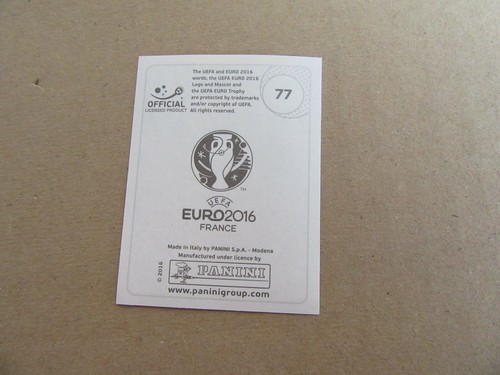 The UEFA and EURO 2016
words, the UEFA EURO 2016
Logo and Mascot and
the UEFA EURO Trophy
are protected by trademarks
and/or copyright of UEFA.
All rights reserved.
OFFICIAL
LICENSED PRODUCT
77
TM
UEFA
EURO2016
FRANCE
Made in Italy by PANINI S.p.A. - Modena
Manufactured under licence by
© 2016
PANINI
www.paninigroup.com